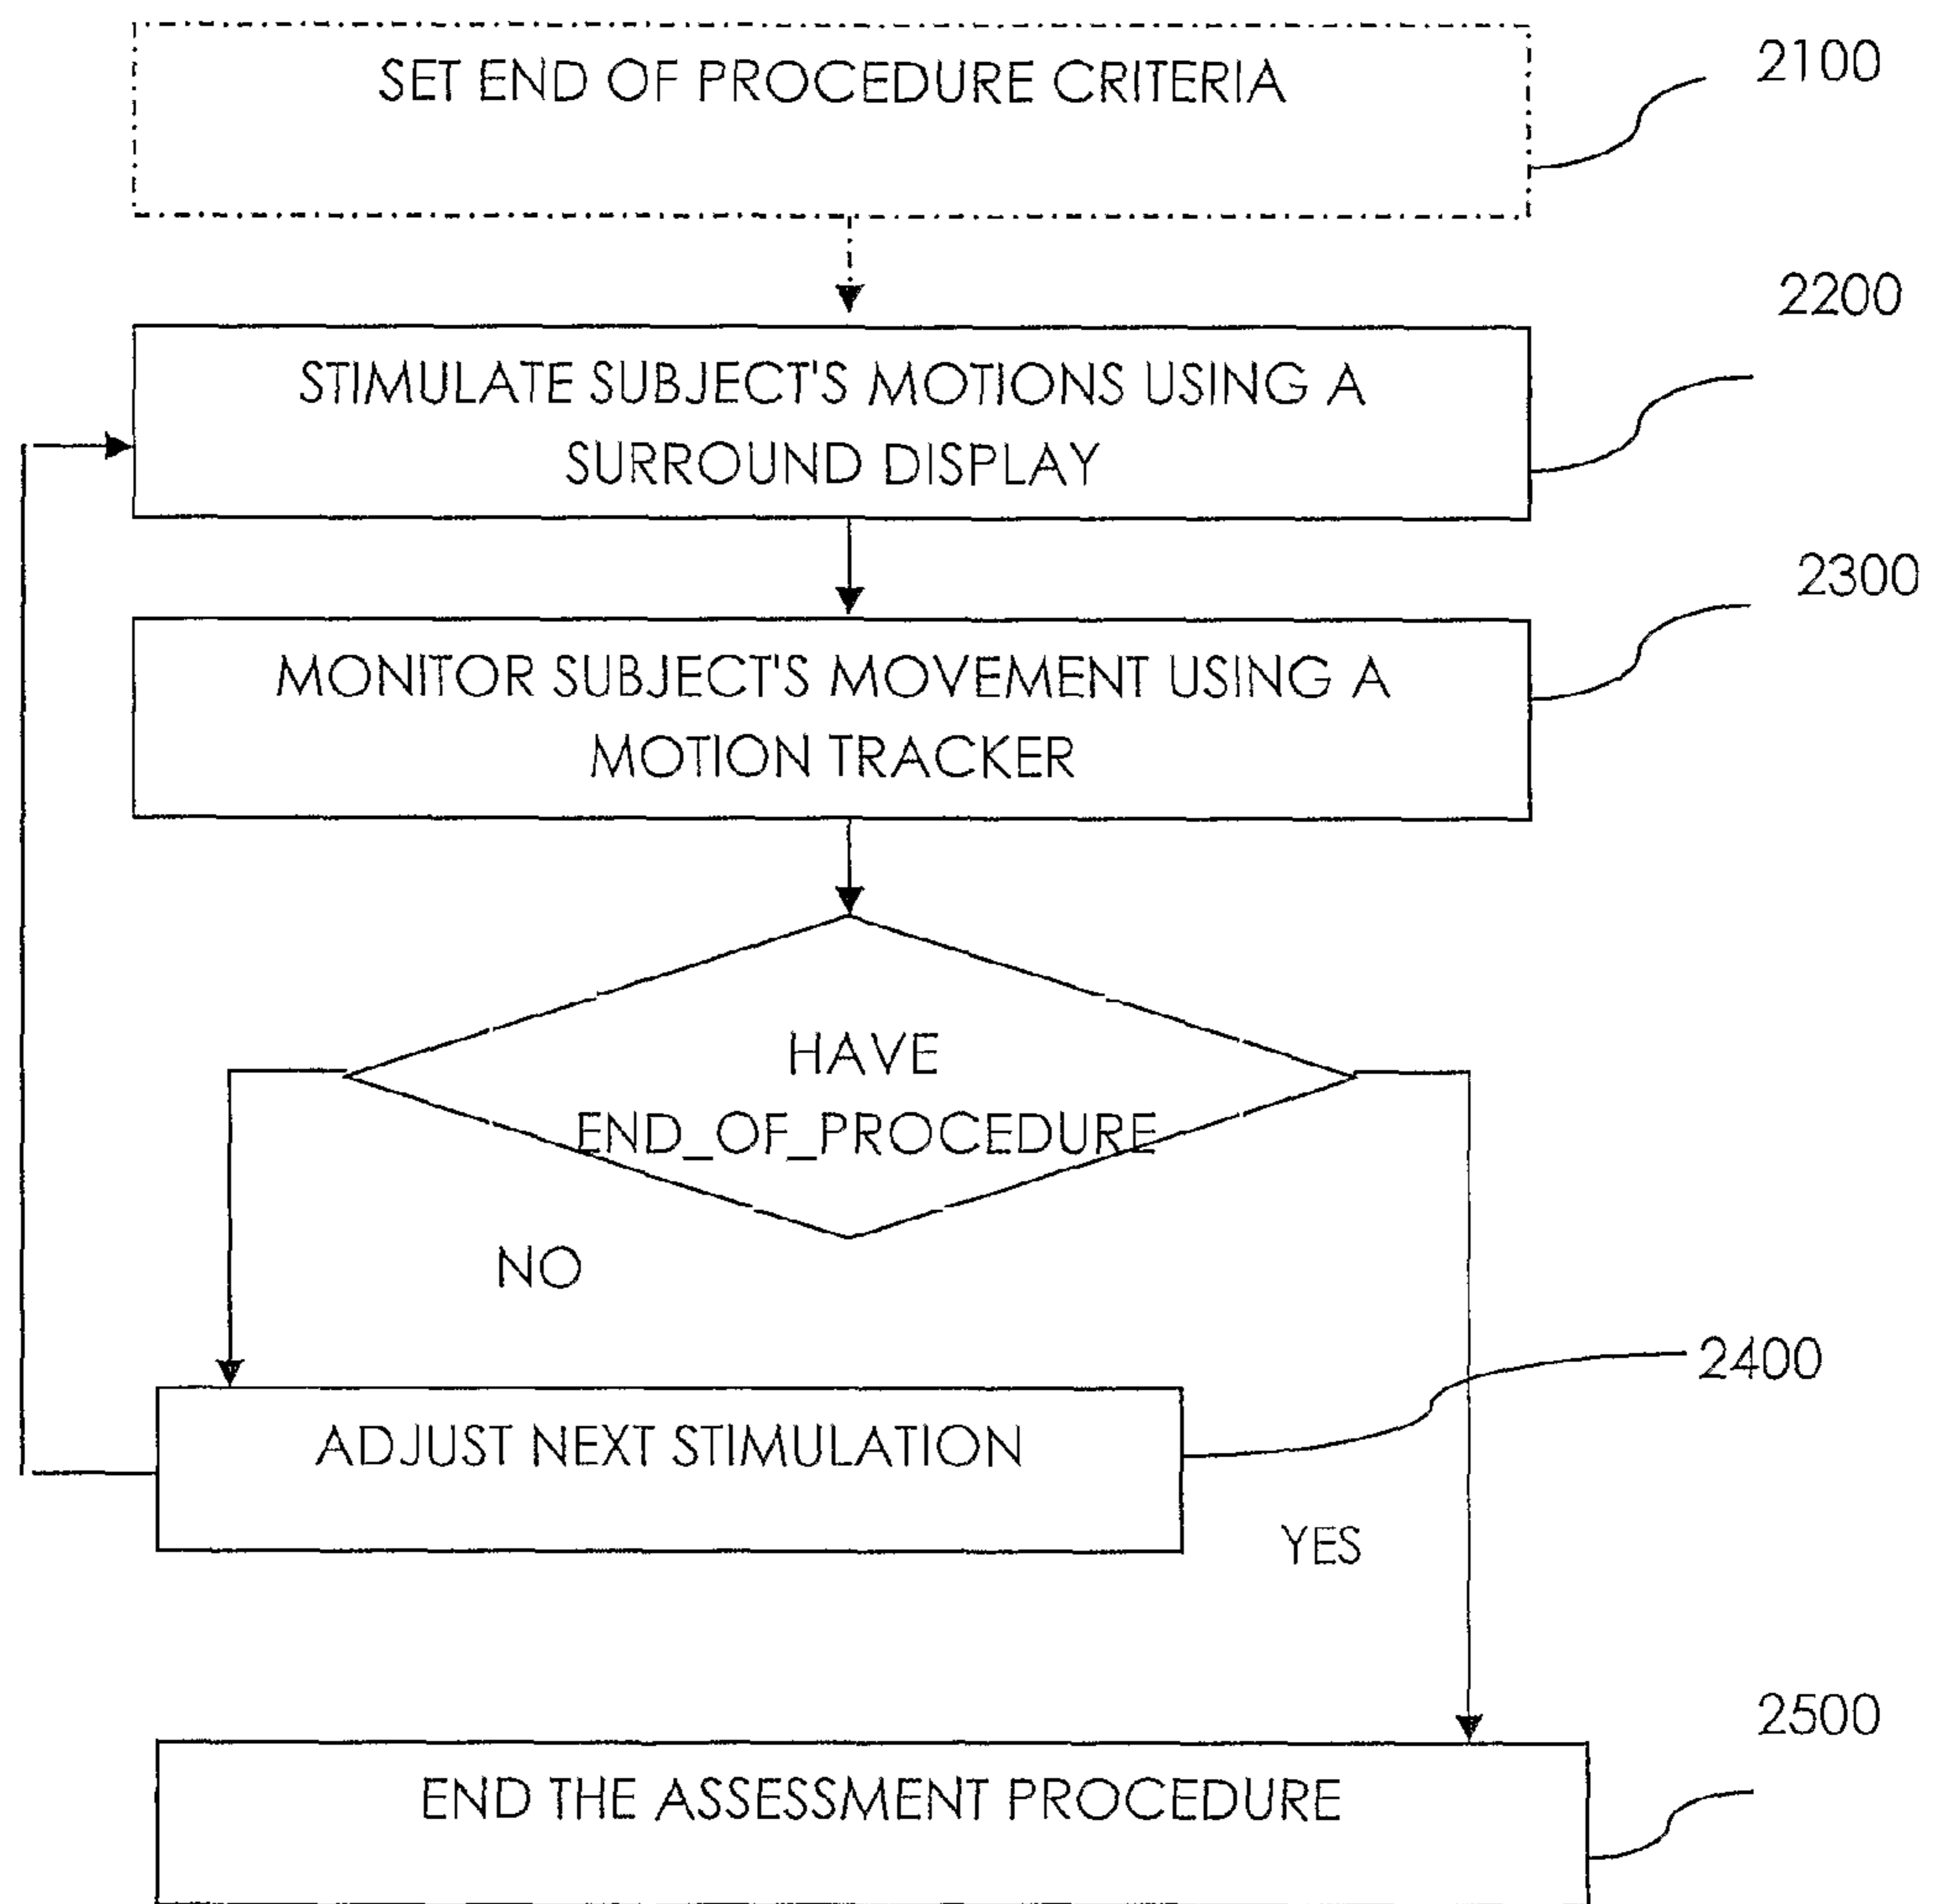 SET END OF PROCEDURE CRITERIA
2100
STIMULATE SUBJECT'S MOTIONS USING A
SURROUND DISPLAY
2200
MONITOR SUBJECT'S MOVEMENT USING A
MOTION TRACKER
2300
HAVE
END_OF_PROCEDURE
NO
ADJUST NEXT STIMULATION
2400
YES
END THE ASSESSMENT PROCEDURE
2500